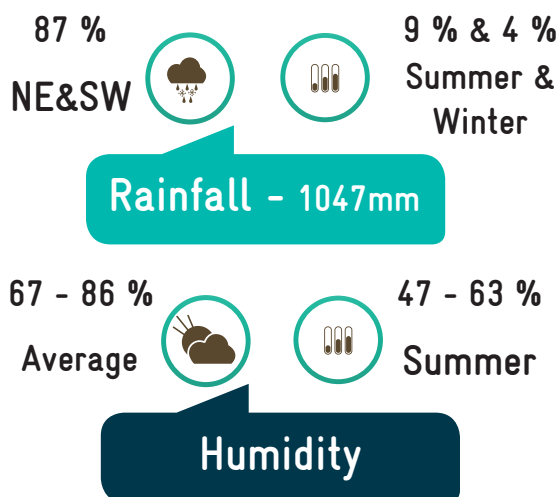 87 %
NE&SW
9 % & 4 %
Summer &
Winter
Rainfall - 1047mm
67 - 86 %
Average
47 - 63 %
Summer
Humidity